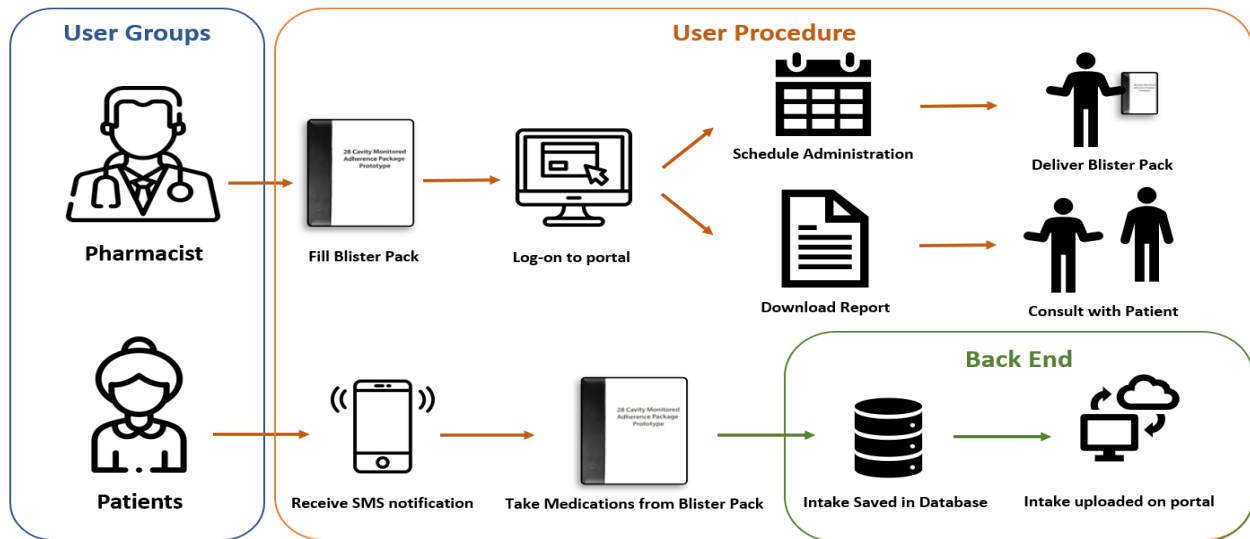 User Groups
User Procedure
28 Cavity Monitored
Adherence Package
Prototype
Pharmacist
Fill Blister Pack
Log-on to portal
Schedule Administration
Deliver Blister Pack
Download Report
Consult with Patient
Back End
28 Cavity Monitored
Adherence Package
Prototype
Patients
Receive SMS notification
Take Medications from Blister Pack
Intake Saved in Database
Intake uploaded on portal